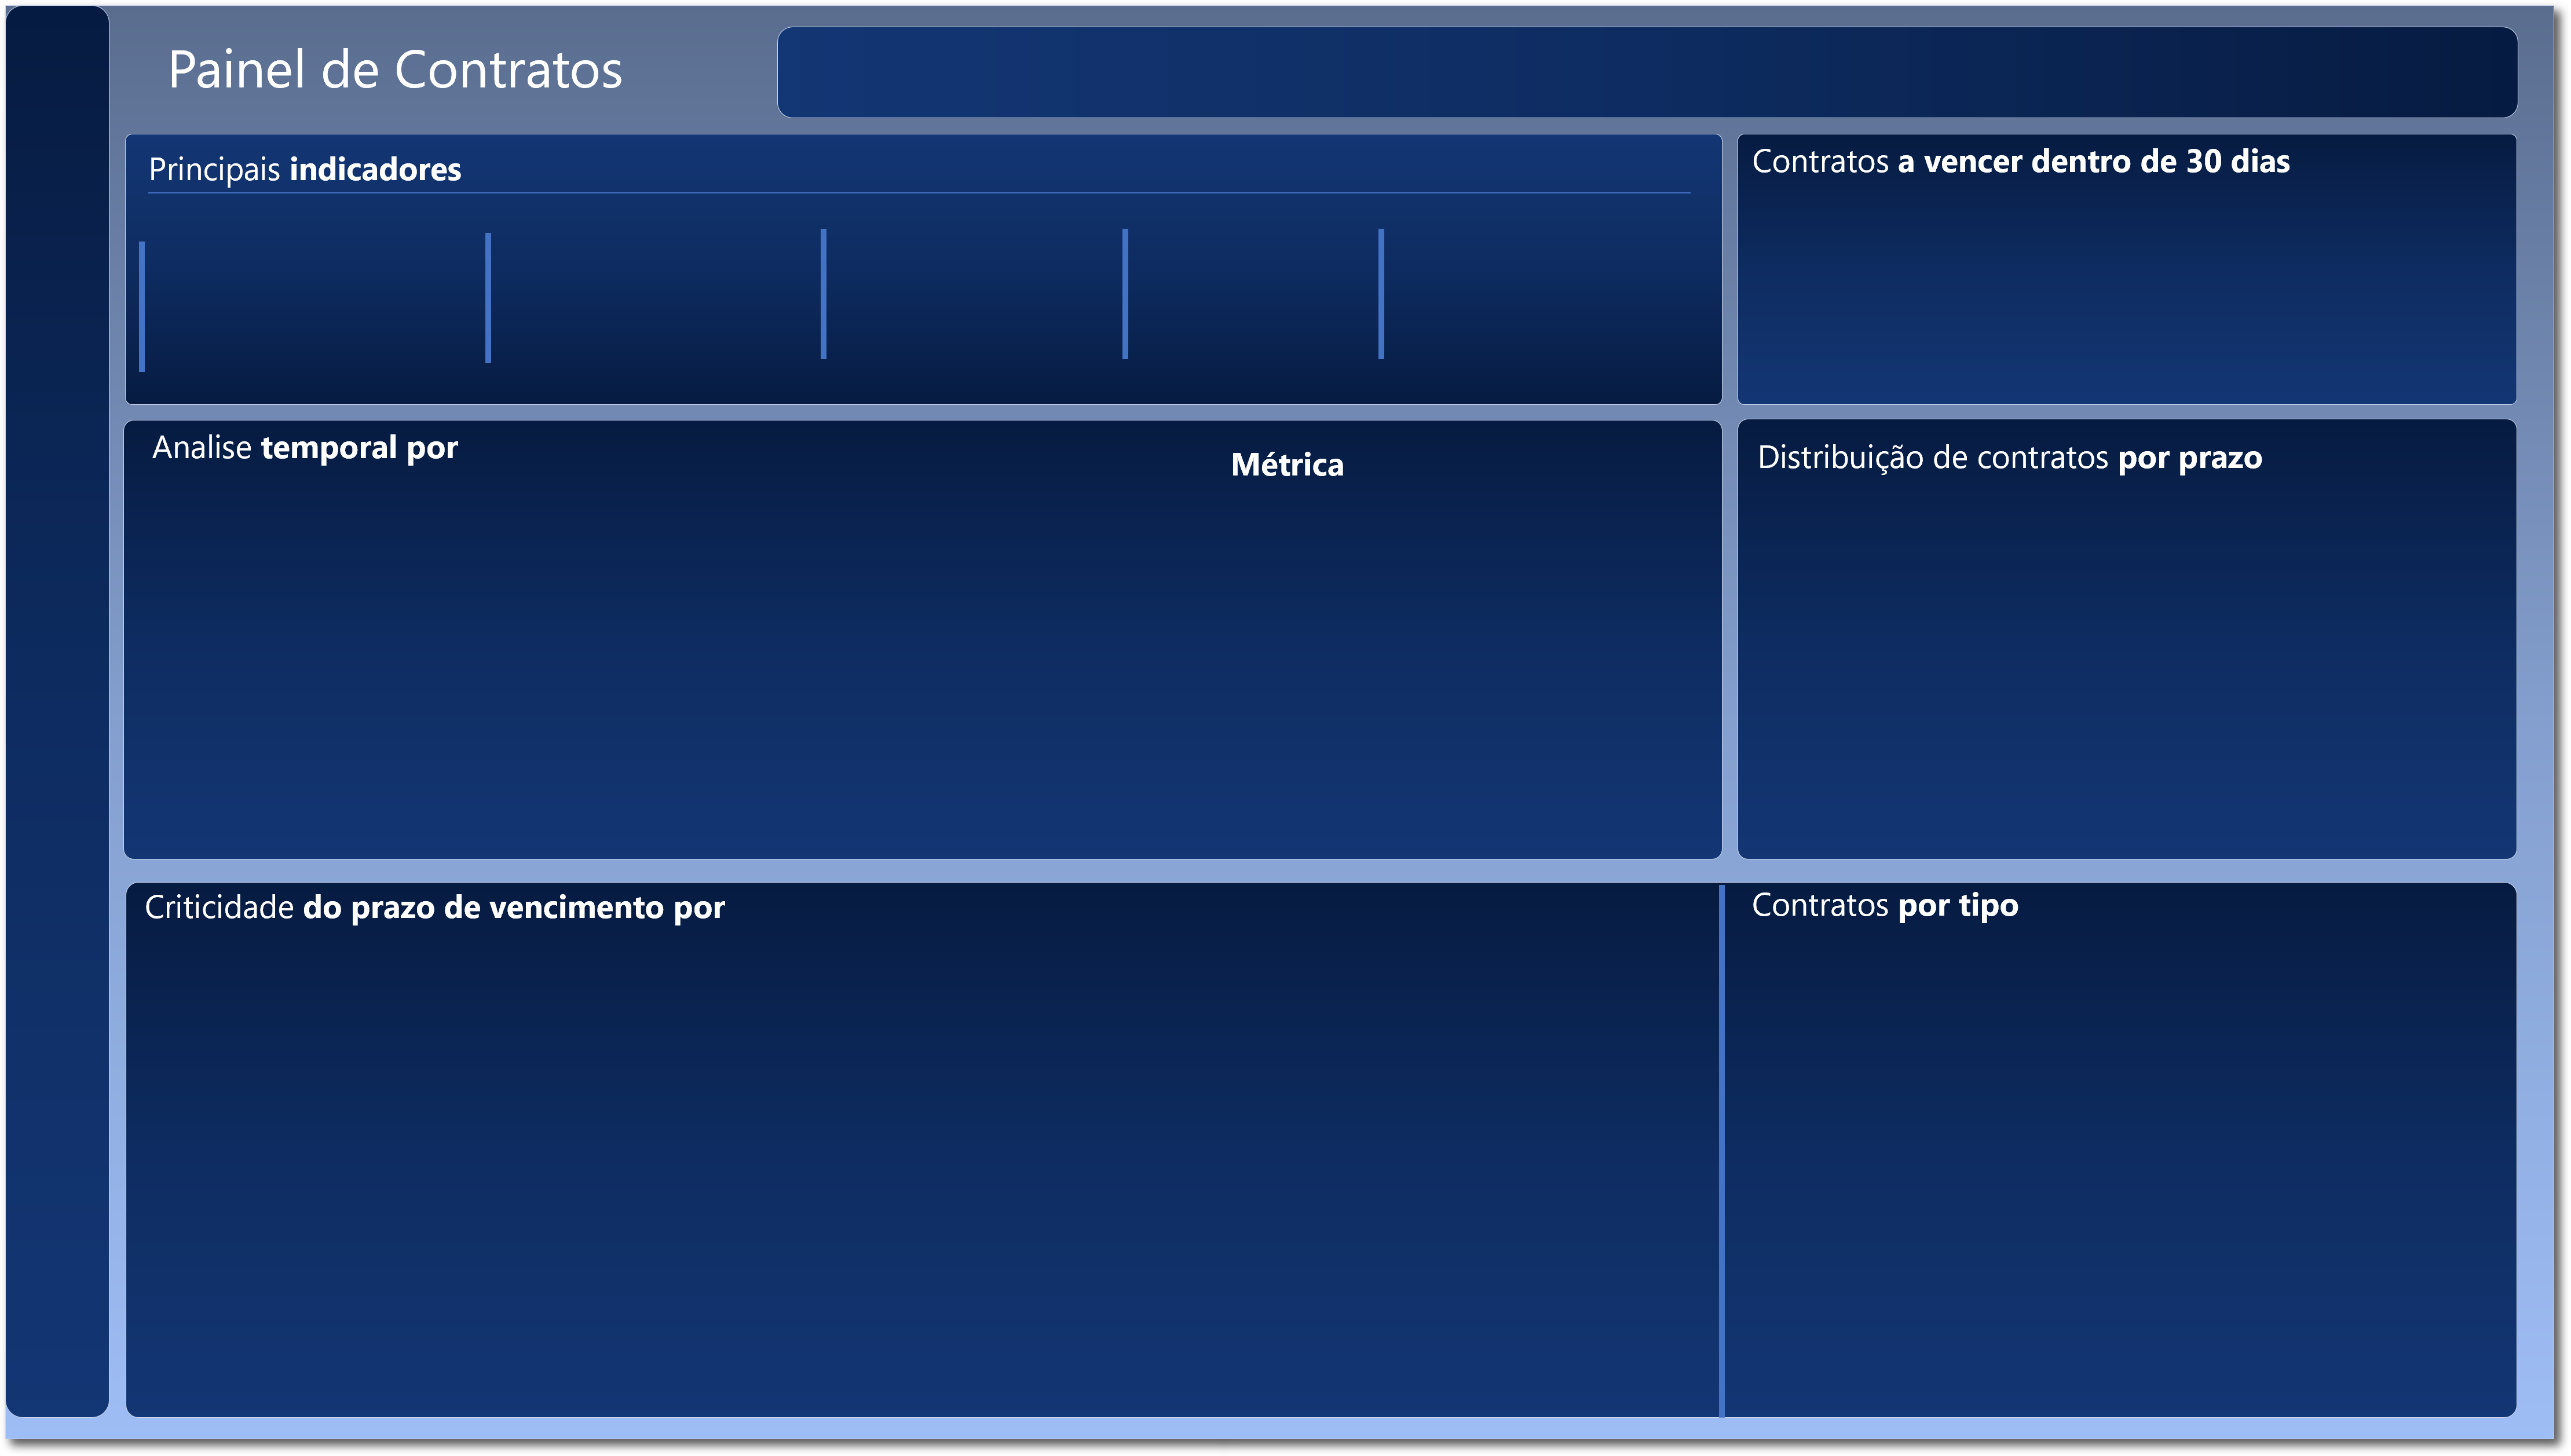 Painel de Contratos
Principais indicadores
Contratos a vencer dentro de 30 dias
Analise temporal por
Métrica
Distribuição de contratos por prazo
Criticidade do prazo de vencimento por
Contratos por tipo